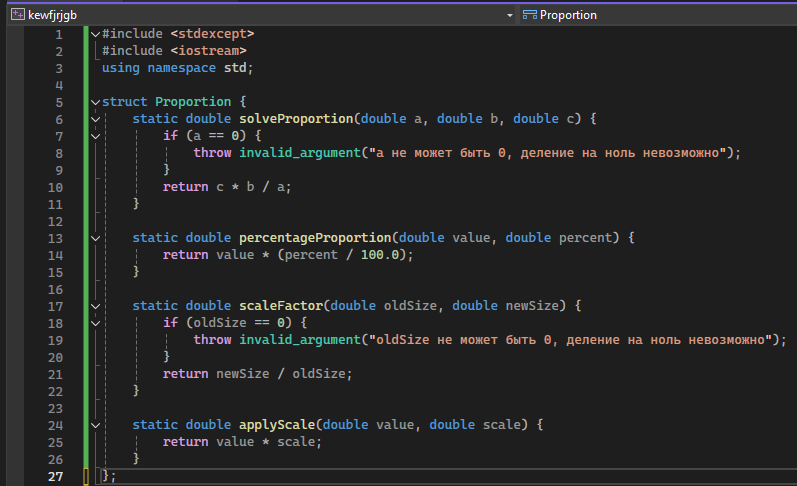 kewfjrjgb Proportion
1 #include <stdexcept>
2 #include <iostream>
3 using namespace std;
4
5 struct Proportion {
6 static double solveProportion(double a, double b, double c) {
7 if (a == 0) {
8 throw invalid_argument("a не может быть 0, деление на ноль невозможно");
9 }
10 return c * b / a;
11 }
12
13 static double percentageProportion(double value, double percent) {
14 return value * (percent / 100.0);
15 }
16
17 static double scaleFactor(double oldSize, double newSize) {
18 if (oldSize == 0) {
19 throw invalid_argument("oldSize не может быть 0, деление на ноль невозможно");
20 }
21 return newSize / oldSize;
22 }
23
24 static double applyScale(double value, double scale) {
25 return value * scale;
26 }
27 };